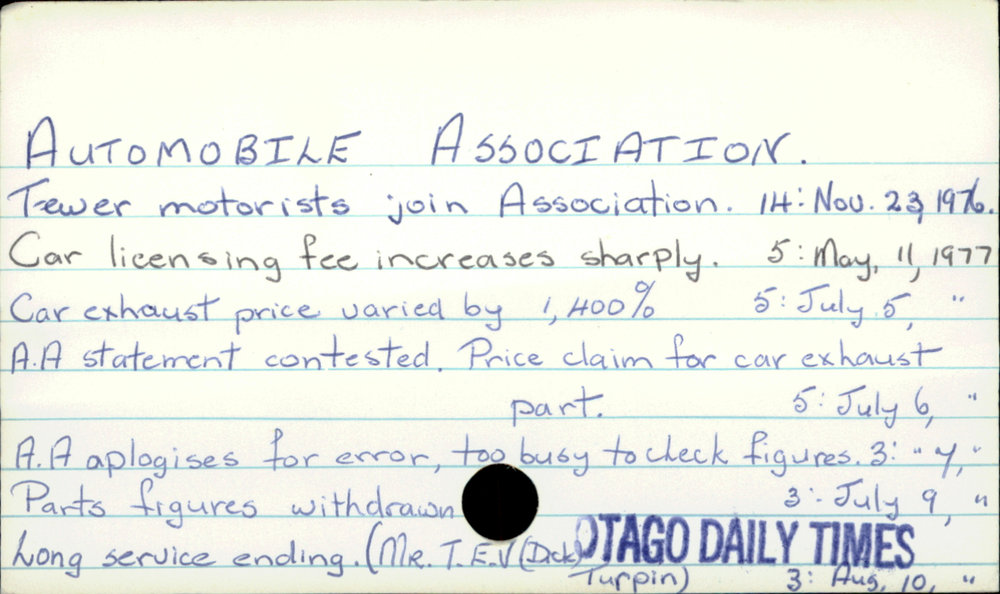 AUTOMOBILE ASSOCIATION.
Fewer motorists join Association. 14: Nov. 23, 1976.
Car licensing fee increases sharply. 5: May, 11, 1977
Car exhaust price varied by 1,400% 5: July 5, "
A.A statement contested. Price claim for car exhaust
part. 5: July 6, "
A.A aplogises for error, too busy to check figures. 3: " 7, "
Parts figures withdrawn 3: July 9, "
Long service ending. (Mr. T.E.V (Dick)
OTAGO DAILY TIMES
Turpin) 3: Aug, 10, "